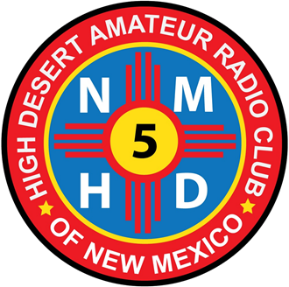 HIGH DESERT AMATEUR RADIO CLUB
N M
5
H D
OF NEW MEXICO